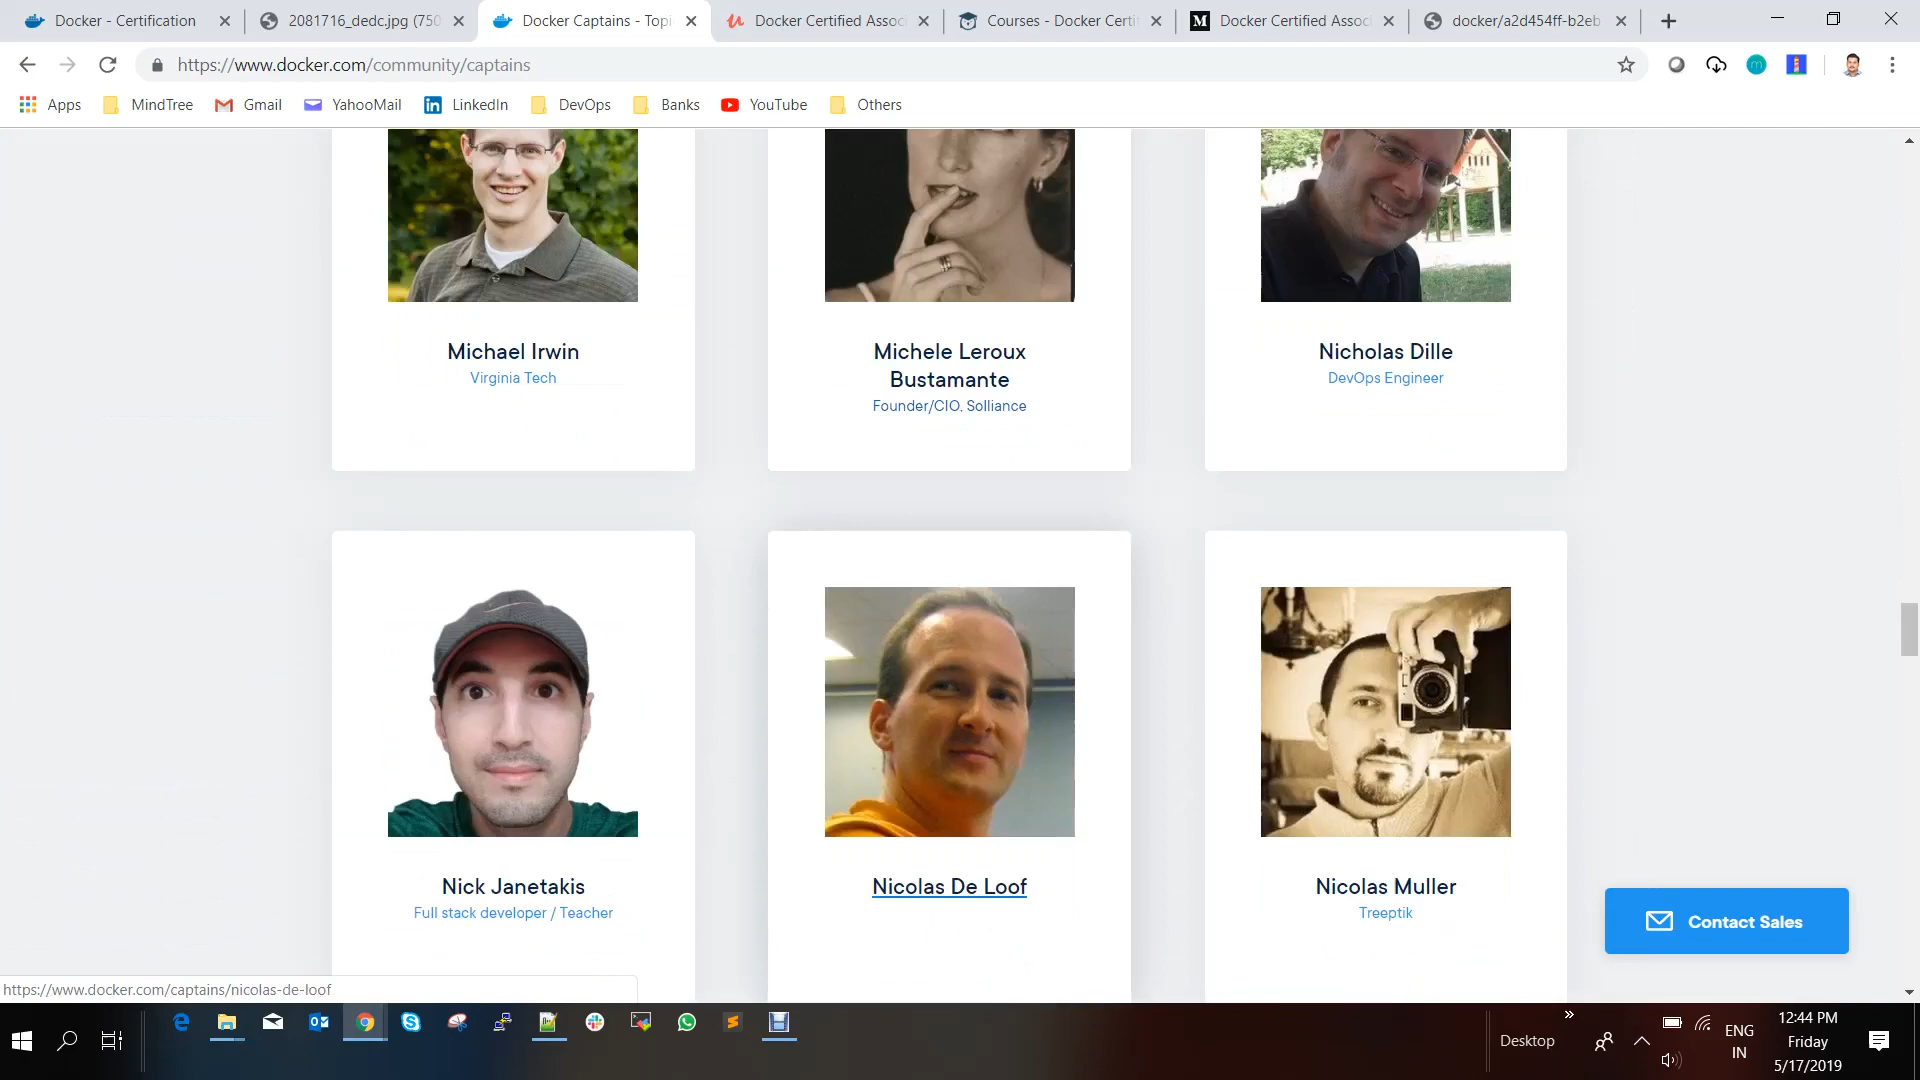 Docker - Certification
2081716_dedc.jpg (750
Docker Captains - Topi
Docker Certified Assoc
Courses - Docker Certi
Docker Certified Assoc
docker/a2d454ff-b2eb
https://www.docker.com/community/captains
Apps
MindTree
Gmail
YahooMail
LinkedIn
DevOps
Banks
YouTube
Others
Michael Irwin
Virginia Tech
Michele Leroux
Bustamante
Founder/CIO, Solliance
Nicholas Dille
DevOps Engineer
Nick Janetakis
Full stack developer / Teacher
Nicolas De Loof
Nicolas Muller
Treeptik
Contact Sales
https://www.docker.com/captains/nicolas-de-loof
Desktop
ENG
IN
12:44 PM
Friday
5/17/2019